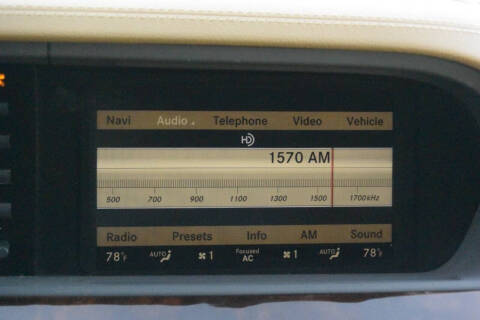 Navi Audio Telephone Video Vehicle
HD
1570 AM
500 700 900 1100 1300 1500 1700kHz
Radio Presets Info AM Sound
78°F AUTO 1 Focused AC 1 AUTO 78°F